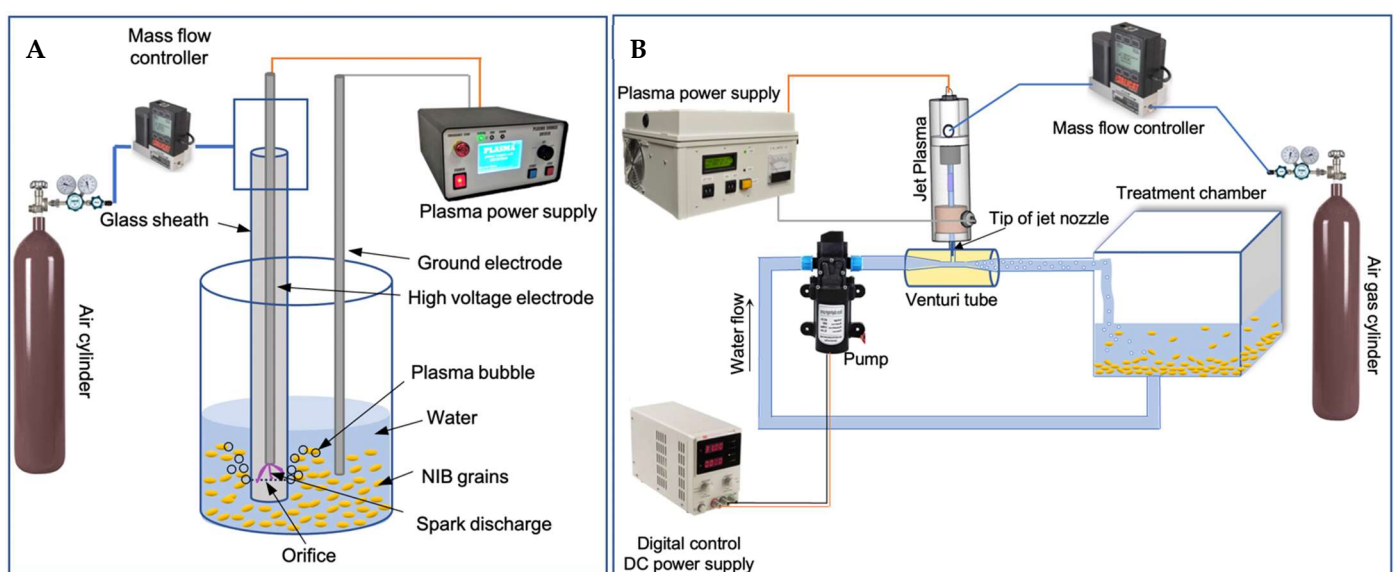 A
Mass flow
controller
Glass sheath
Air cylinder
PLASMA
Plasma power supply
Ground electrode
High voltage electrode
Plasma bubble
Water
NIB grains
Spark discharge
Orifice
B
Plasma power supply
Jet Plasma
Mass flow controller
Treatment chamber
Tip of jet nozzle
Venturi tube
Water flow
Pump
Air gas cylinder
Digital control
DC power supply